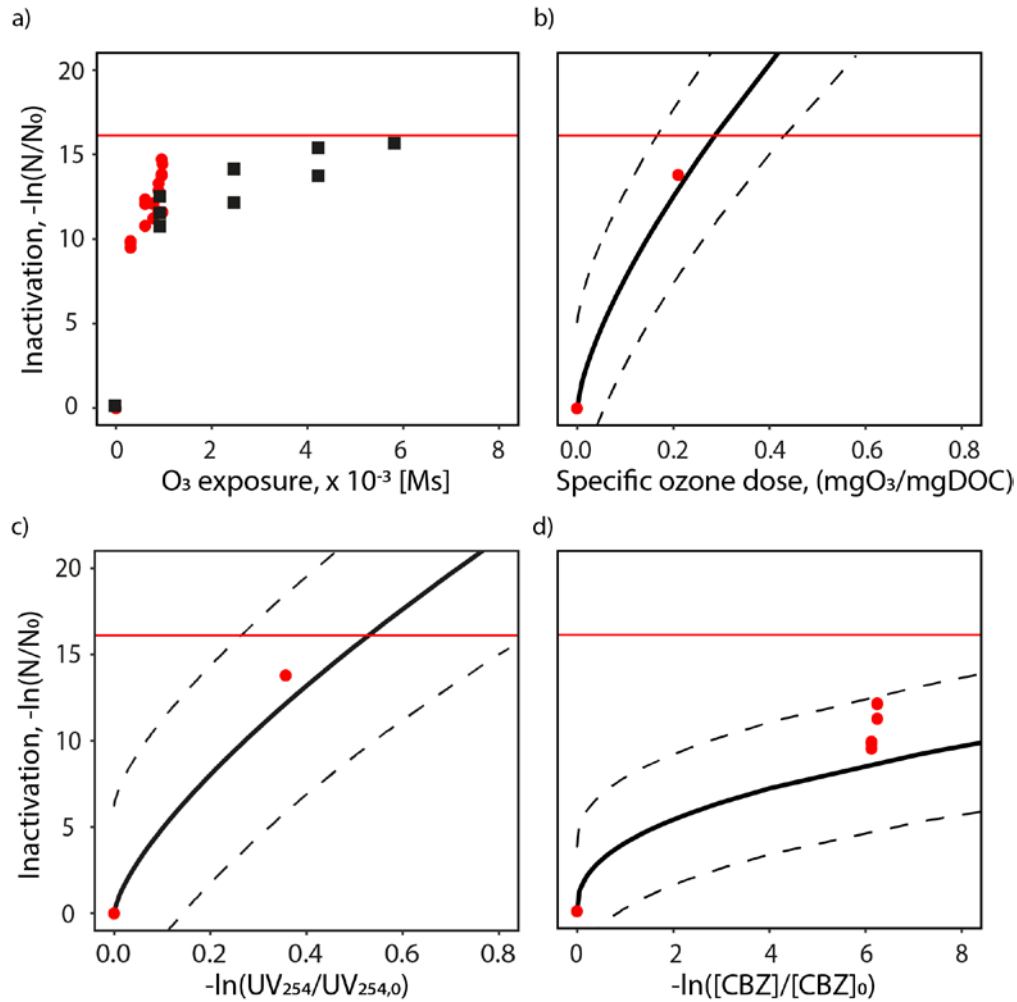 a)
b)
Inactivation, -ln(N/N₀)
20
15
10
5
0
0 2 4 6 8
O₃ exposure, x 10⁻³ [Ms]
0.0 0.2 0.4 0.6 0.8
Specific ozone dose, (mgO₃/mgDOC)
c)
d)
Inactivation, -ln(N/N₀)
20
15
10
5
0
0.0 0.2 0.4 0.6 0.8
-ln(UV₂₅₄/UV₂₅₄,₀)
0 2 4 6 8
-ln([CBZ]/[CBZ]₀)